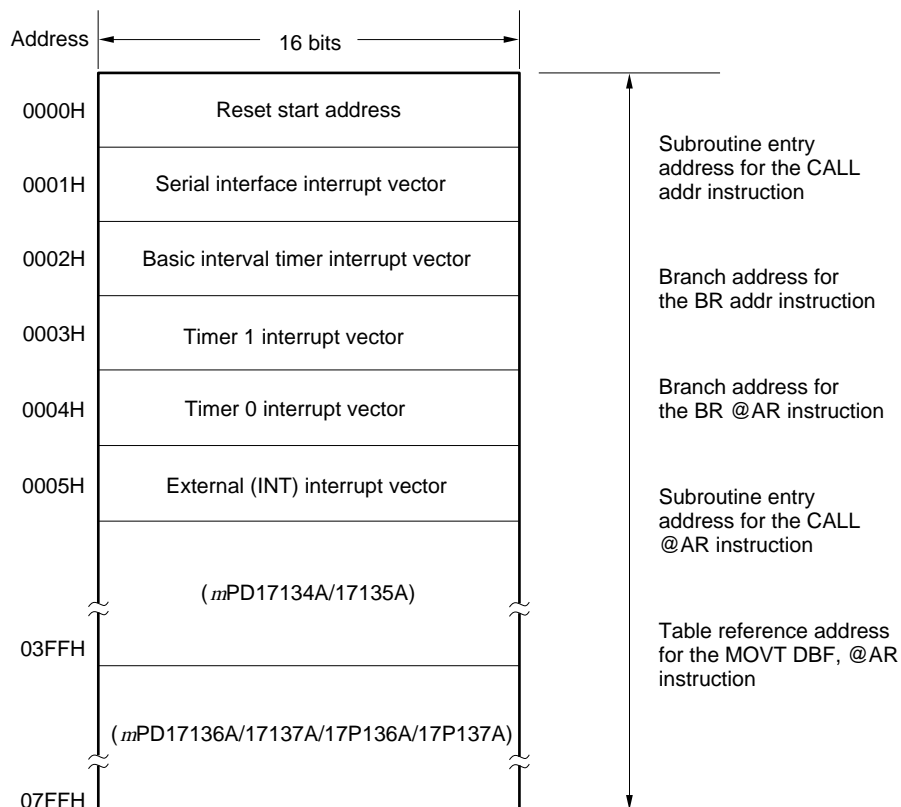 Address
16 bits
0000H
Reset start address
0001H
Serial interface interrupt vector
0002H
Basic interval timer interrupt vector
0003H
Timer 1 interrupt vector
0004H
Timer 0 interrupt vector
0005H
External (INT) interrupt vector
(mPD17134A/17135A)
03FFH
(mPD17136A/17137A/17P136A/17P137A)
07FFH
Subroutine entry
address for the CALL
addr instruction
Branch address for
the BR addr instruction
Branch address for
the BR @AR instruction
Subroutine entry
address for the CALL
@AR instruction
Table reference address
for the MOVT DBF, @AR
instruction